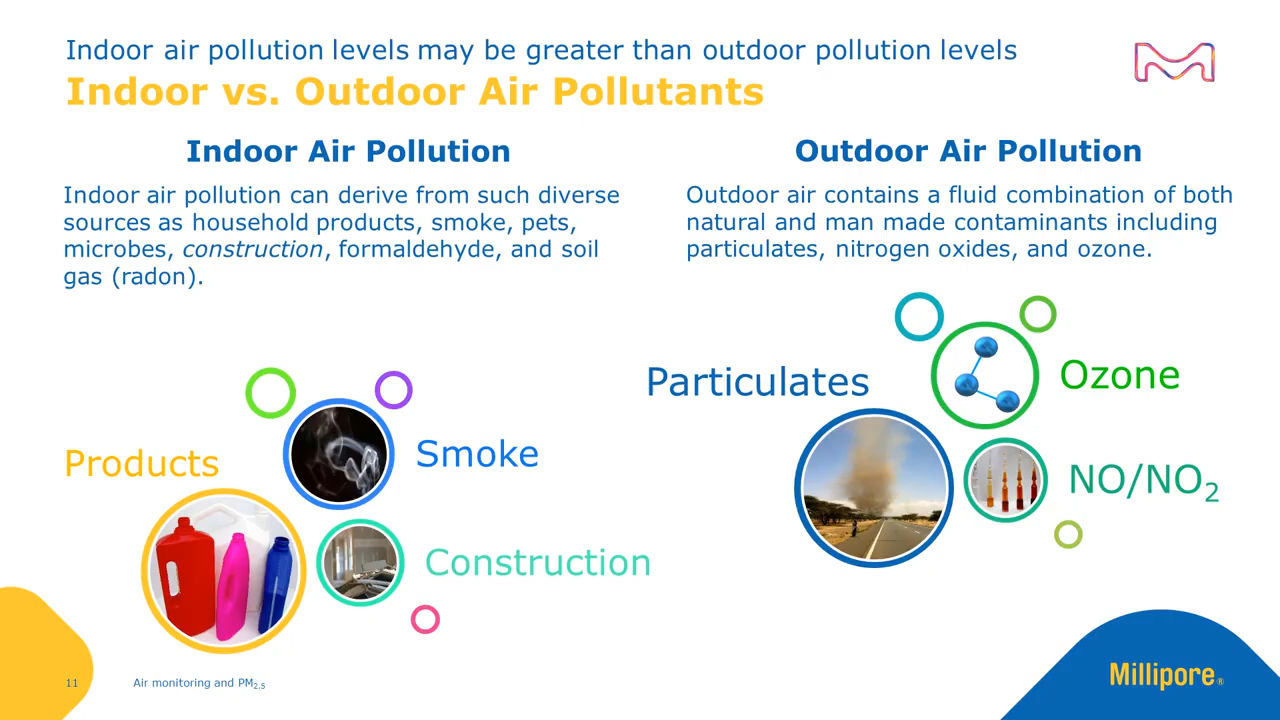 Indoor air pollution levels may be greater than outdoor pollution levels
Indoor vs. Outdoor Air Pollutants
Indoor Air Pollution
Indoor air pollution can derive from such diverse
sources as household products, smoke, pets,
microbes, construction, formaldehyde, and soil
gas (radon).
Products
Smoke
Construction
Outdoor Air Pollution
Outdoor air contains a fluid combination of both
natural and man made contaminants including
particulates, nitrogen oxides, and ozone.
Particulates
Ozone
NO/NO₂
11
Air monitoring and PM₂.₅
Millipore®